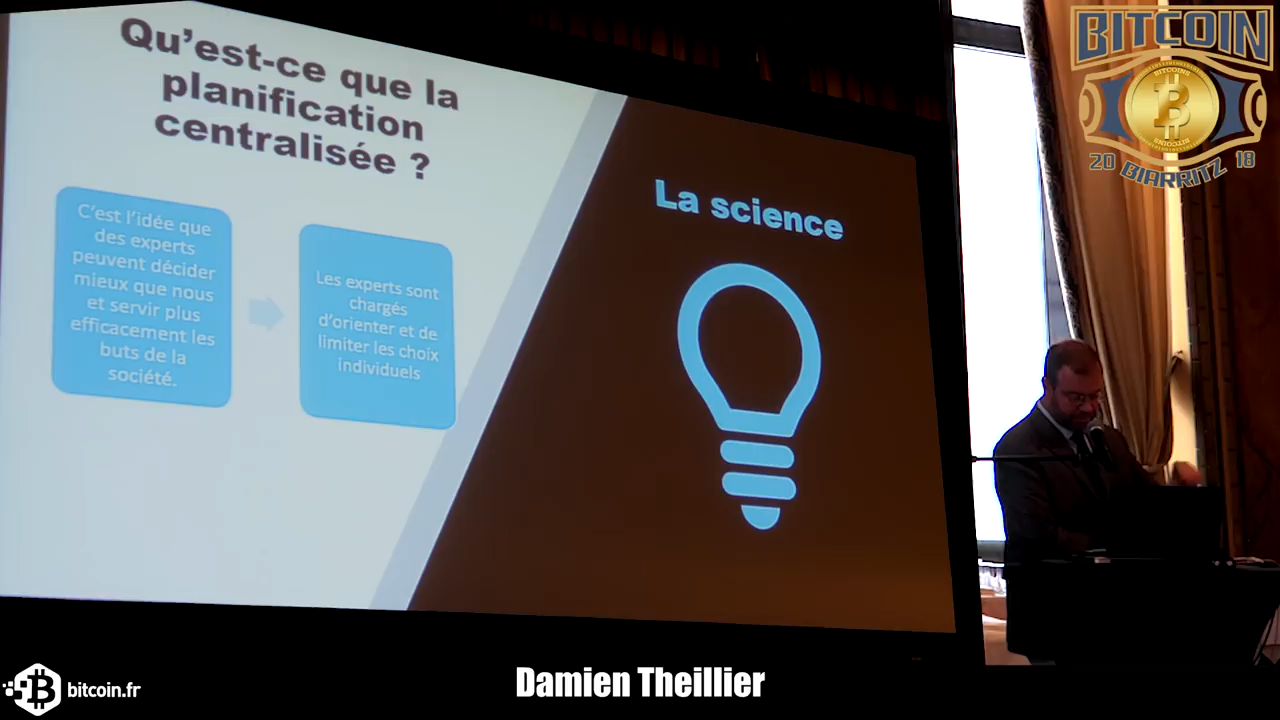 Qu’est-ce que la
planification
centralisée ?
C’est l’idée que
des experts
peuvent décider
mieux que nous
et servir plus
efficacement les
buts de la
société.
Les experts sont
chargés
d’orienter et de
limiter les choix
individuels
La science
BITCOIN
BITCOINS
BITCOINS
20 BIARRITZ 18
bitcoin.fr
Damien Theillier